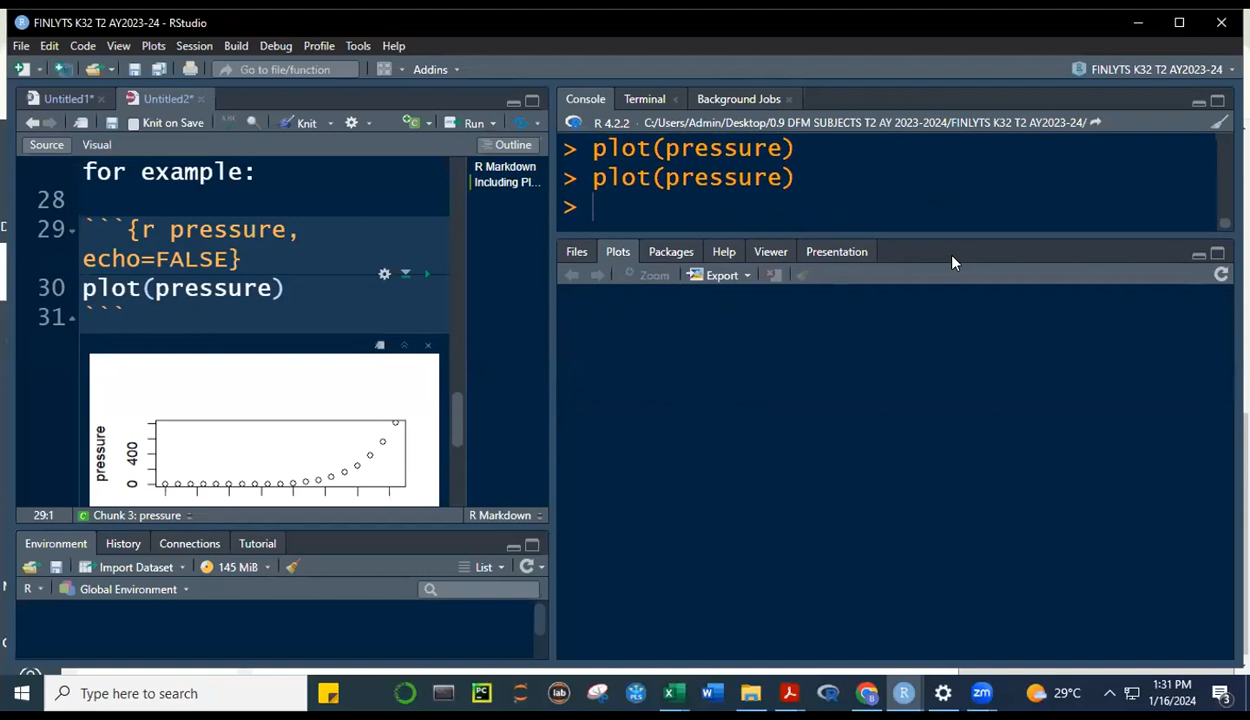 FINLYTS K32 T2 AY2023-24 - RStudio
File Edit Code View Plots Session Build Debug Profile Tools Help
Go to file/function Addins FINLYTS K32 T2 AY2023-24
Untitled1* Untitled2*
Knit on Save Knit Run
Source Visual Outline
for example:
28
29 ```{r pressure,
echo=FALSE}
30 plot(pressure)
31 ```
pressure
400
0
R Markdown
Including Pl...
29:1 Chunk 3: pressure R Markdown
Environment History Connections Tutorial
Import Dataset 145 MiB List
R Global Environment
Console Terminal Background Jobs
R 4.2.2 C:/Users/Admin/Desktop/0.9 DFM SUBJECTS T2 AY 2023-2024/FINLYTS K32 T2 AY2023-24/
> plot(pressure)
> plot(pressure)
>
Files Plots Packages Help Viewer Presentation
Zoom Export
Type here to search PC lab PLS 29°C 1:31 PM
1/16/2024 3